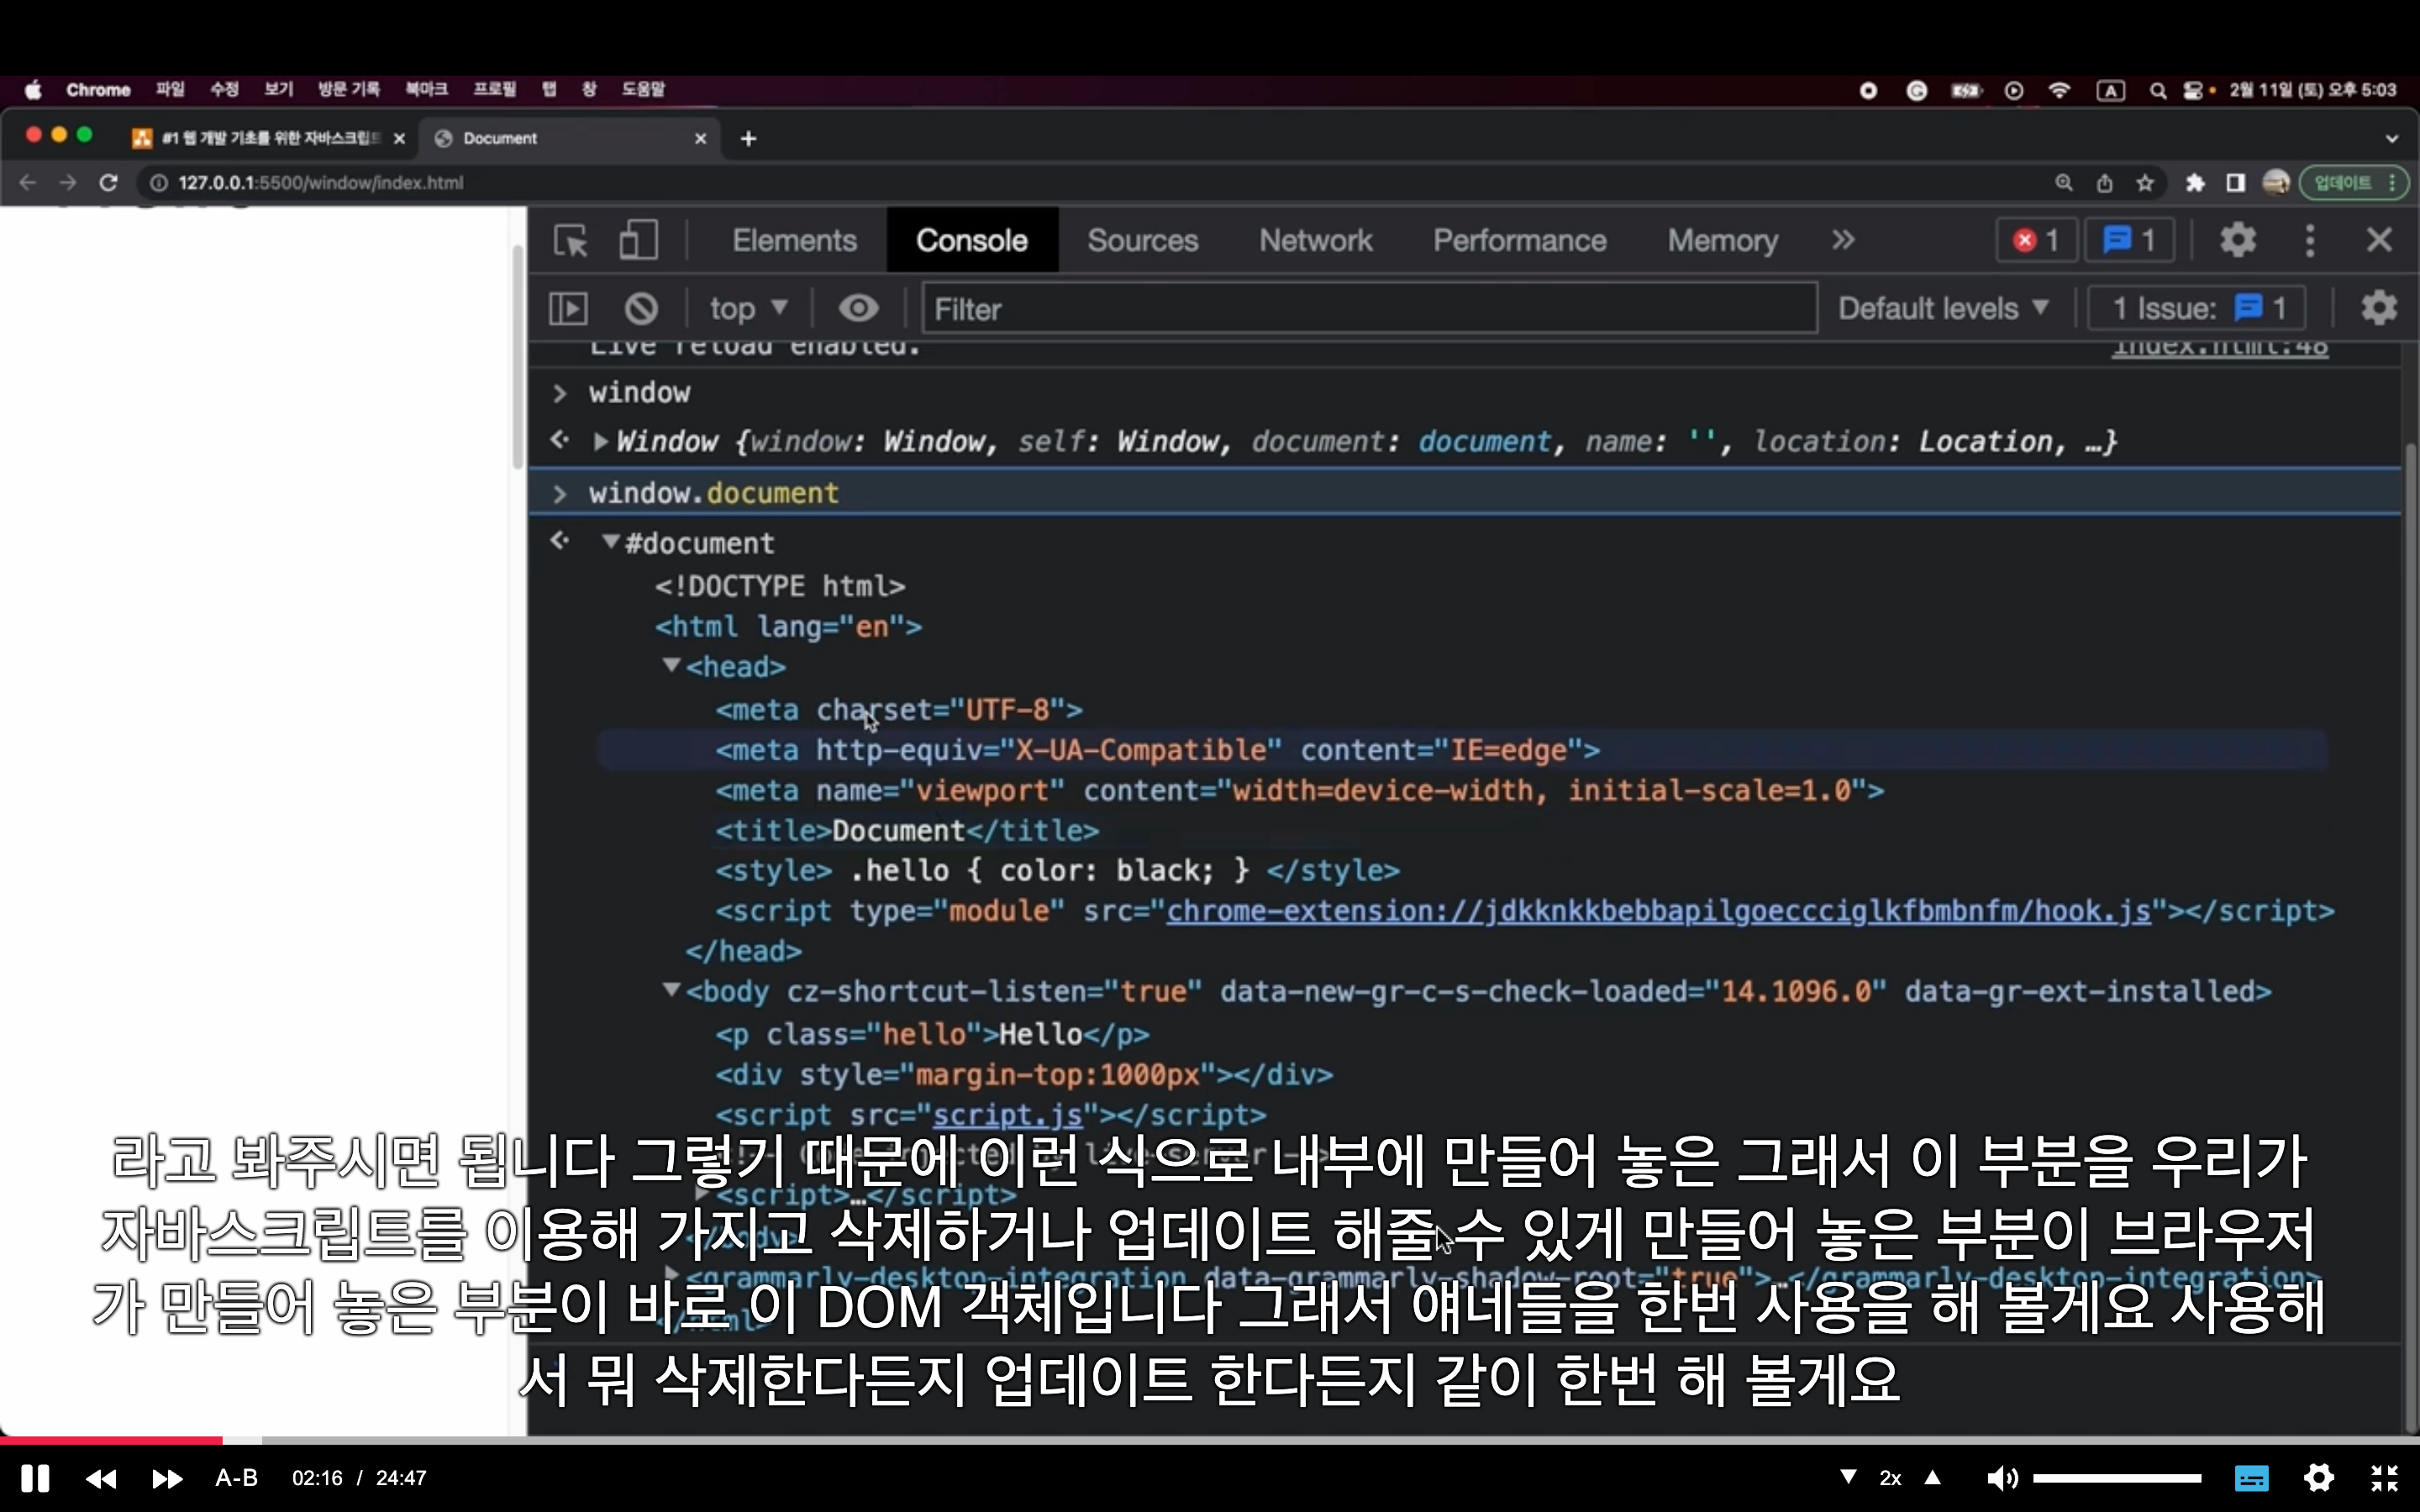 Chrome 파일 수정 보기 방문 기록 북마크 프로필 탭 창 도움말 A 2월 11일 (토) 오후 5:03
#1 웹 개발 기초를 위한 자바스크립트 Document
127.0.0.1:5500/window/index.html 업데이트
Elements Console Sources Network Performance Memory » 1 1
top Filter Default levels 1 Issue: 1
Live reload enabled. index.html:48
> window
Window {window: Window, self: Window, document: document, name: '', location: Location, …}
> window.document
#document
<!DOCTYPE html>
<html lang="en">
<head>
<meta charset="UTF-8">
<meta http-equiv="X-UA-Compatible" content="IE=edge">
<meta name="viewport" content="width=device-width, initial-scale=1.0">
<title>Document</title>
<style> .hello { color: black; } </style>
<script type="module" src="chrome-extension://jdkknkkbebbapilgoeccciglkfbmbnfm/hook.js"></script>
</head>
<body cz-shortcut-listen="true" data-new-gr-c-s-check-loaded="14.1096.0" data-gr-ext-installed>
<p class="hello">Hello</p>
<div style="margin-top:1000px"></div>
<script src="script.js"></script>
라고 봐주시면 됩니다 그렇기 때문에 이런 식으로 내부에 만들어 놓은 그래서 이 부분을 우리가
<script>…</script>
자바스크립트를 이용해 가지고 삭제하거나 업데이트 해줄 수 있게 만들어 놓은 부분이 브라우저
</body>
<grammarly-desktop-integration data-grammarly-shadow-root="true">…</grammarly-desktop-integration>
가 만들어 놓은 부분이 바로 이 DOM 객체입니다 그래서 얘네들을 한번 사용을 해 볼게요 사용해
</html>
서 뭐 삭제한다든지 업데이트 한다든지 같이 한번 해 볼게요
A-B 02:16 / 24:47 2x